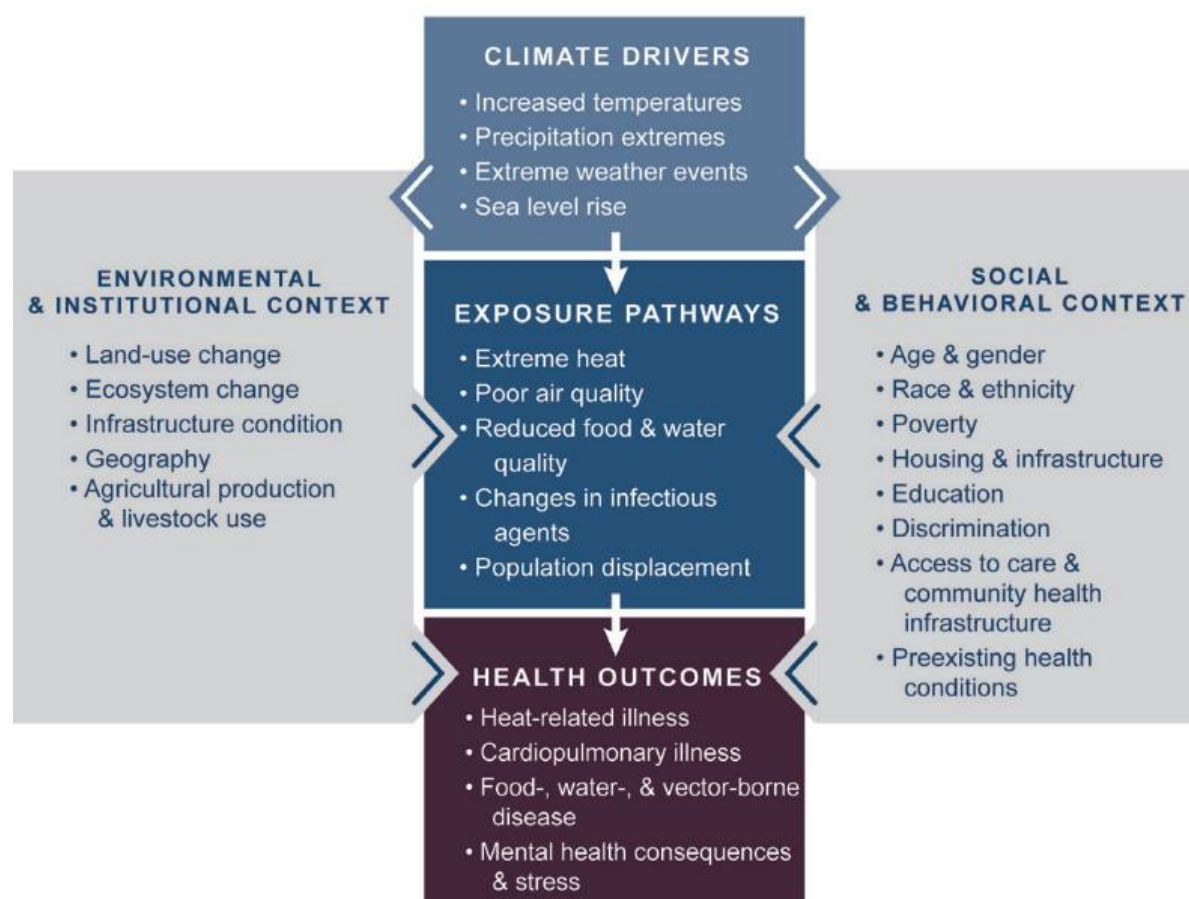 CLIMATE DRIVERS
• Increased temperatures
• Precipitation extremes
• Extreme weather events
• Sea level rise
ENVIRONMENTAL
& INSTITUTIONAL CONTEXT
• Land-use change
• Ecosystem change
• Infrastructure condition
• Geography
• Agricultural production
& livestock use
EXPOSURE PATHWAYS
• Extreme heat
• Poor air quality
• Reduced food & water
quality
• Changes in infectious
agents
• Population displacement
SOCIAL
& BEHAVIORAL CONTEXT
• Age & gender
• Race & ethnicity
• Poverty
• Housing & infrastructure
• Education
• Discrimination
• Access to care &
community health
infrastructure
• Preexisting health
conditions
HEALTH OUTCOMES
• Heat-related illness
• Cardiopulmonary illness
• Food-, water-, & vector-borne
disease
• Mental health consequences
& stress